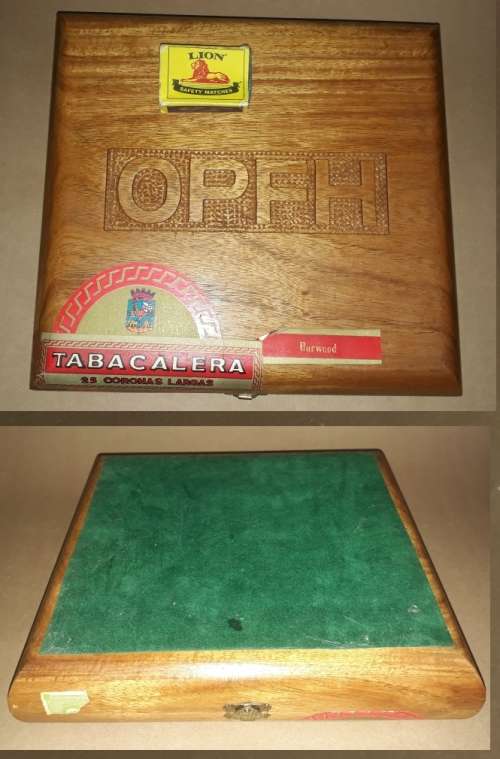 LION
SAFETY MATCHES
OPFH
TABACALERA
25 CORONAS LARGAS
Burwood